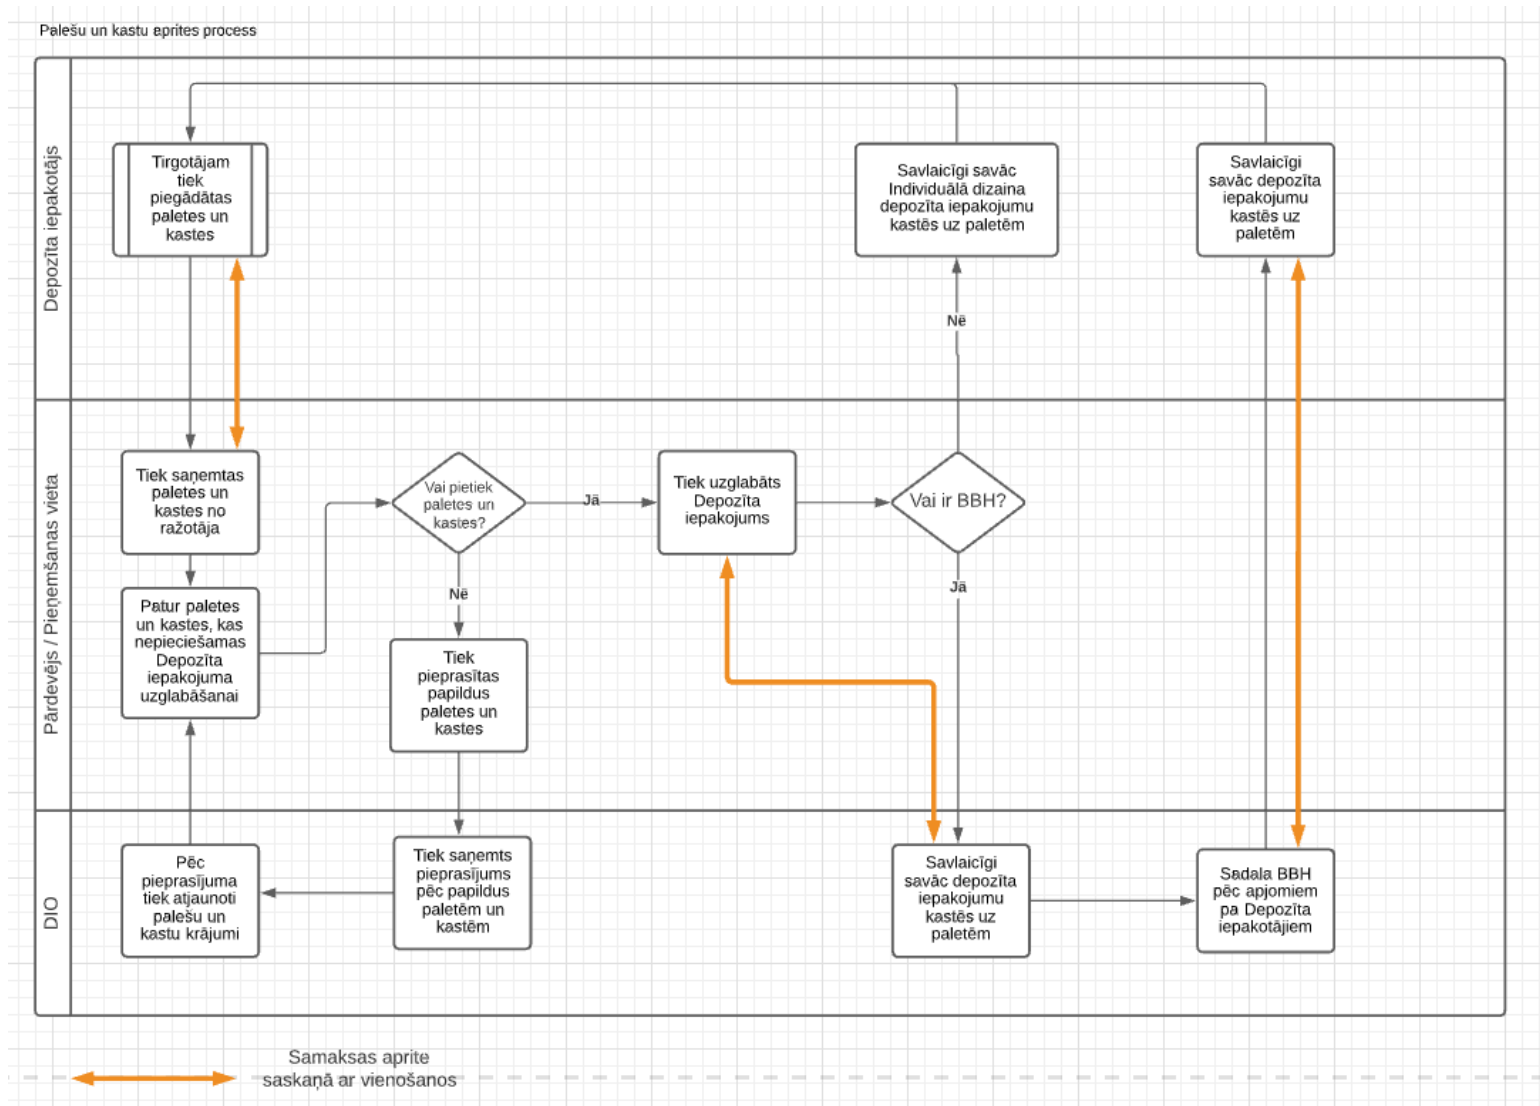 Palešu un kastu aprites process
Depozīta iepakotājs
Tirgotājam
tiek
piegādātas
paletes un
kastes
Savlaicīgi savāc
Individuālā dizaina
depozīta iepakojumu
kastēs uz paletēm
Savlaicīgi
savāc depozīta
iepakojumu
kastēs uz
paletēm
Nē
Pārdevējs / Pieņemšanas vieta
Tiek saņemtas
paletes un
kastes no
ražotāja
Vai pietiek
paletes un
kastes?
Jā
Tiek uzglabāts
Depozīta
iepakojums
Vai ir BBH?
Patur paletes
un kastes, kas
nepieciešamas
Depozīta
iepakojuma
uzglabāšanai
Nē
Jā
Tiek
pieprasītas
papildus
paletes un
kastes
DIO
Pēc
pieprasījuma
tiek atjaunoti
palešu un
kastu krājumi
Tiek saņemts
pieprasījums
pēc papildus
paletēm un
kastēm
Savlaicīgi
savāc depozīta
iepakojumu
kastēs uz
paletēm
Sadala BBH
pēc apjomiem
pa Depozīta
iepakotājiem
Samaksas aprite
saskaņā ar vienošanos